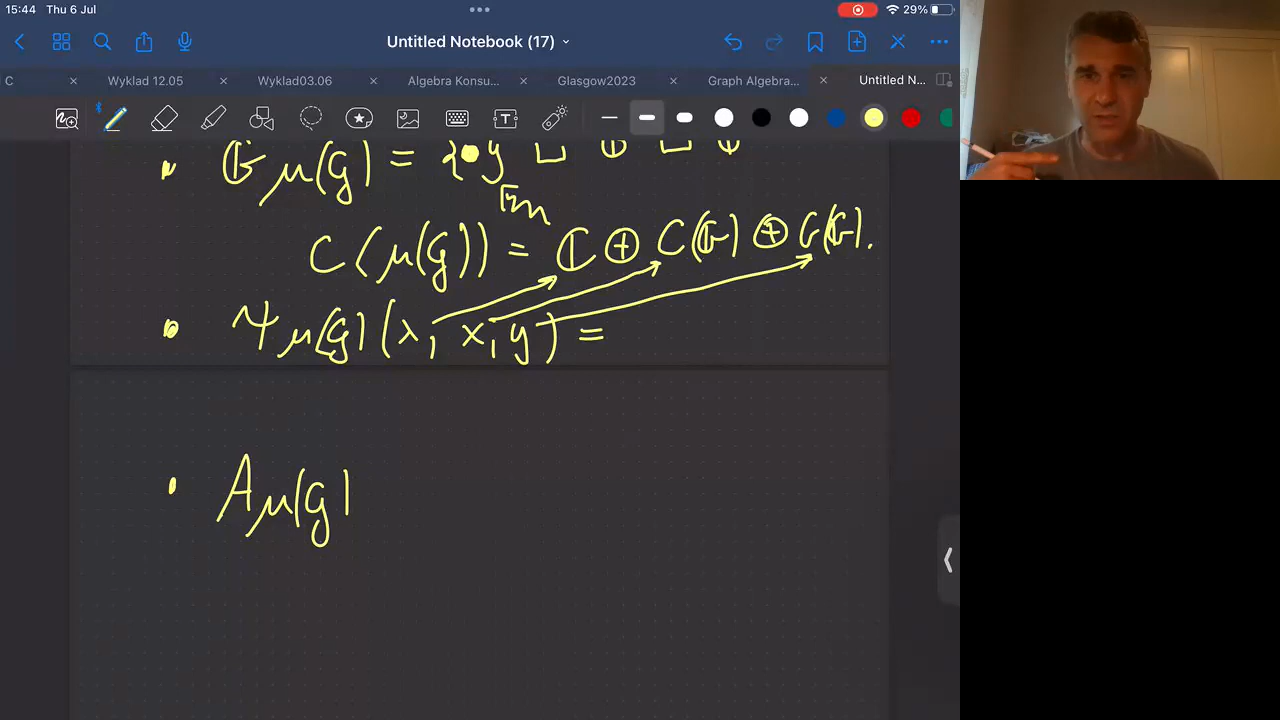 15:44 Thu 6 Jul 29%
Untitled Notebook (17)
C Wyklad 12.05 Wyklad03.06 Algebra Konsu... Glasgow2023 Graph Algebra... Untitled N...
• 𝔾μ(G) = {•} ⊔ 𝔾 ⊔ 𝔾
C(μ(G)) = ℂ ⊕ C(𝔾) ⊕ C(𝔾).
• Ψμ(G)(λ, x, y) =
• Aμ(G)